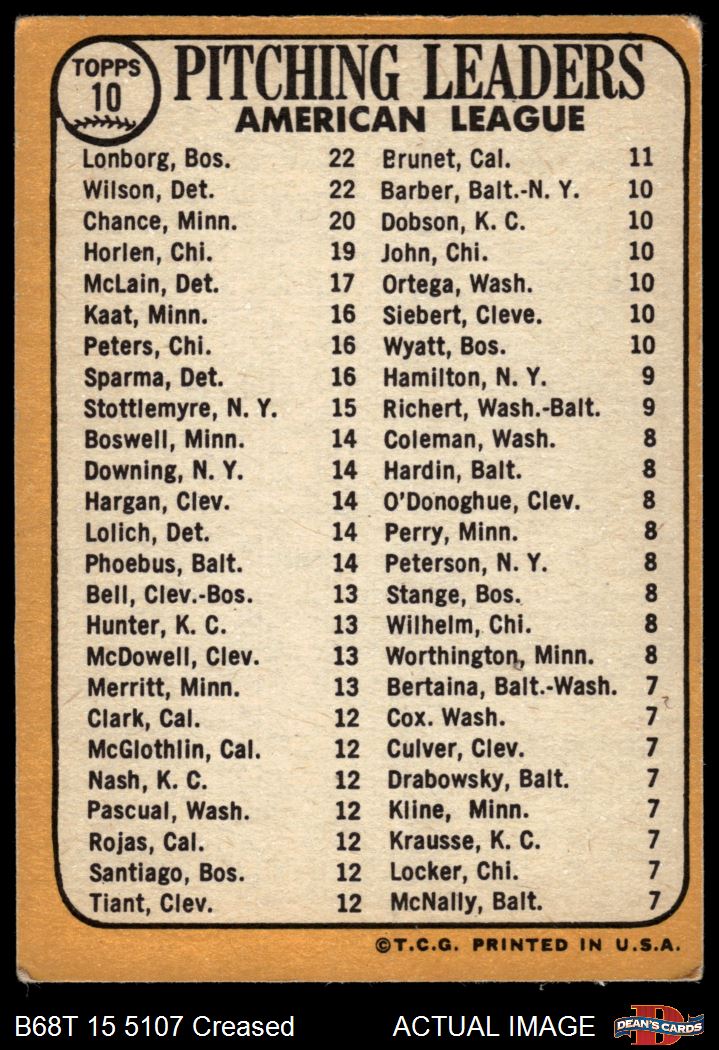 TOPPS
10
PITCHING LEADERS
AMERICAN LEAGUE
Lonborg, Bos. 22
Wilson, Det. 22
Chance, Minn. 20
Horlen, Chi. 19
McLain, Det. 17
Kaat, Minn. 16
Peters, Chi. 16
Sparma, Det. 16
Stottlemyre, N. Y. 15
Boswell, Minn. 14
Downing, N. Y. 14
Hargan, Clev. 14
Lolich, Det. 14
Phoebus, Balt. 14
Bell, Clev.-Bos. 13
Hunter, K. C. 13
McDowell, Clev. 13
Merritt, Minn. 13
Clark, Cal. 12
McGlothlin, Cal. 12
Nash, K. C. 12
Pascual, Wash. 12
Rojas, Cal. 12
Santiago, Bos. 12
Tiant, Clev. 12
Brunet, Cal. 11
Barber, Balt.-N. Y. 10
Dobson, K. C. 10
John, Chi. 10
Ortega, Wash. 10
Siebert, Cleve. 10
Wyatt, Bos. 10
Hamilton, N. Y. 9
Richert, Wash.-Balt. 9
Coleman, Wash. 8
Hardin, Balt. 8
O'Donoghue, Clev. 8
Perry, Minn. 8
Peterson, N. Y. 8
Stange, Bos. 8
Wilhelm, Chi. 8
Worthington, Minn. 8
Bertaina, Balt.-Wash. 7
Cox. Wash. 7
Culver, Clev. 7
Drabowsky, Balt. 7
Kline, Minn. 7
Krausse, K. C. 7
Locker, Chi. 7
McNally, Balt. 7
©T.C.G. PRINTED IN U.S.A.
B68T 15 5107 Creased
ACTUAL IMAGE
DEAN'S CARDS